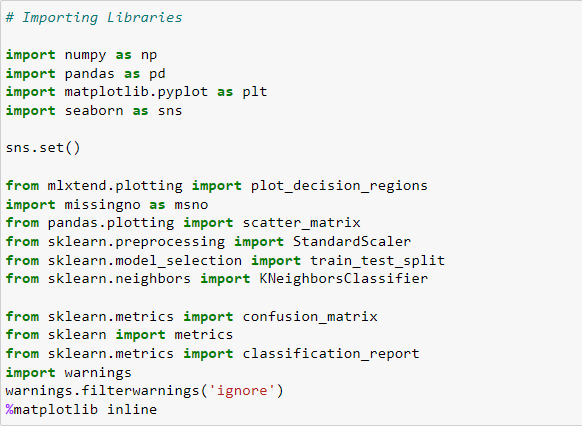 # Importing Libraries
import numpy as np
import pandas as pd
import matplotlib.pyplot as plt
import seaborn as sns
sns.set()
from mlxtend.plotting import plot_decision_regions
import missingno as msno
from pandas.plotting import scatter_matrix
from sklearn.preprocessing import StandardScaler
from sklearn.model_selection import train_test_split
from sklearn.neighbors import KNeighborsClassifier
from sklearn.metrics import confusion_matrix
from sklearn import metrics
from sklearn.metrics import classification_report
import warnings
warnings.filterwarnings('ignore')
%matplotlib inline